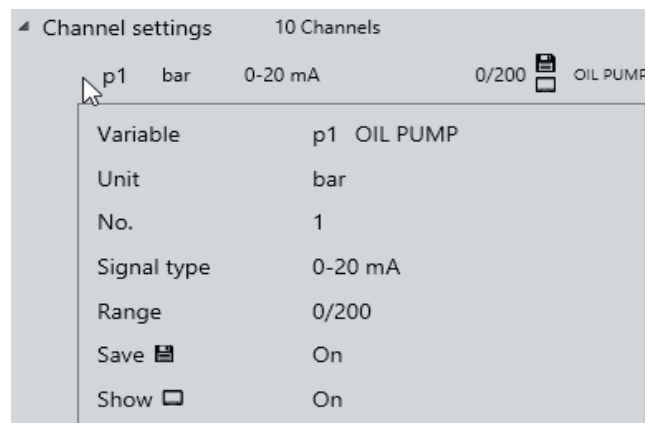 Channel settings 10 Channels
p1 bar 0-20 mA 0/200 OIL PUMP
Variable p1 OIL PUMP
Unit bar
No. 1
Signal type 0-20 mA
Range 0/200
Save On
Show On